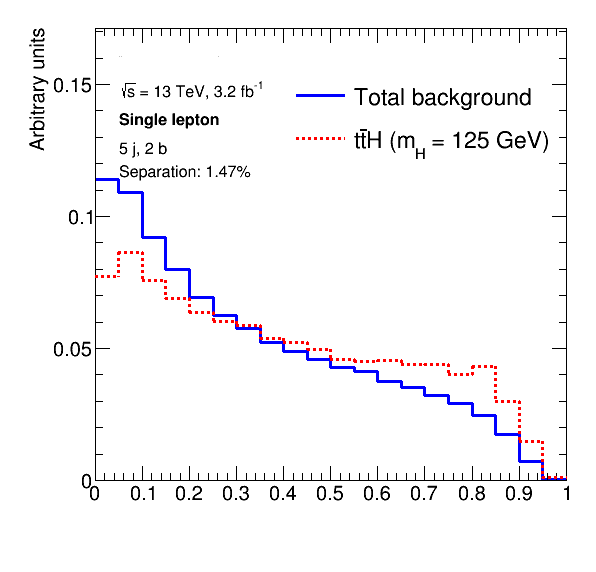 Arbitrary units
√s = 13 TeV, 3.2 fb⁻¹
Single lepton
5 j, 2 b
Separation: 1.47%
Total background
tt̄H (m_H = 125 GeV)
0.15
0.1
0.05
0
0 0.1 0.2 0.3 0.4 0.5 0.6 0.7 0.8 0.9 1